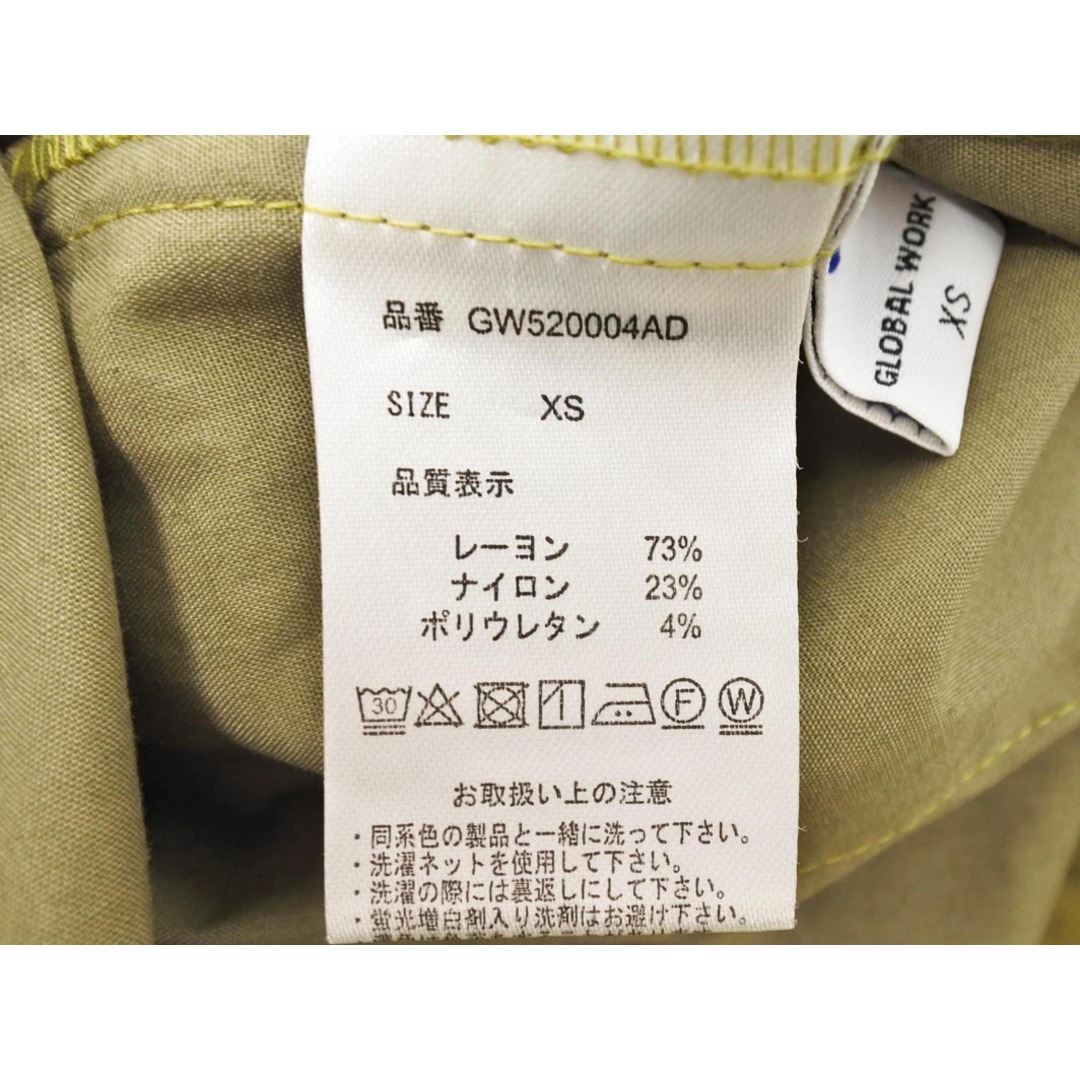 品番 GW520004AD
SIZE XS
品質表示
レーヨン 73%
ナイロン 23%
ポリウレタン 4%
30 F W
お取扱い上の注意
・同系色の製品と一緒に洗って下さい。
・洗濯ネットを使用して下さい。
・洗濯の際には裏返しにして下さい。
・蛍光増白剤入り洗剤はお避け下さい。
GLOBAL WORK
XS